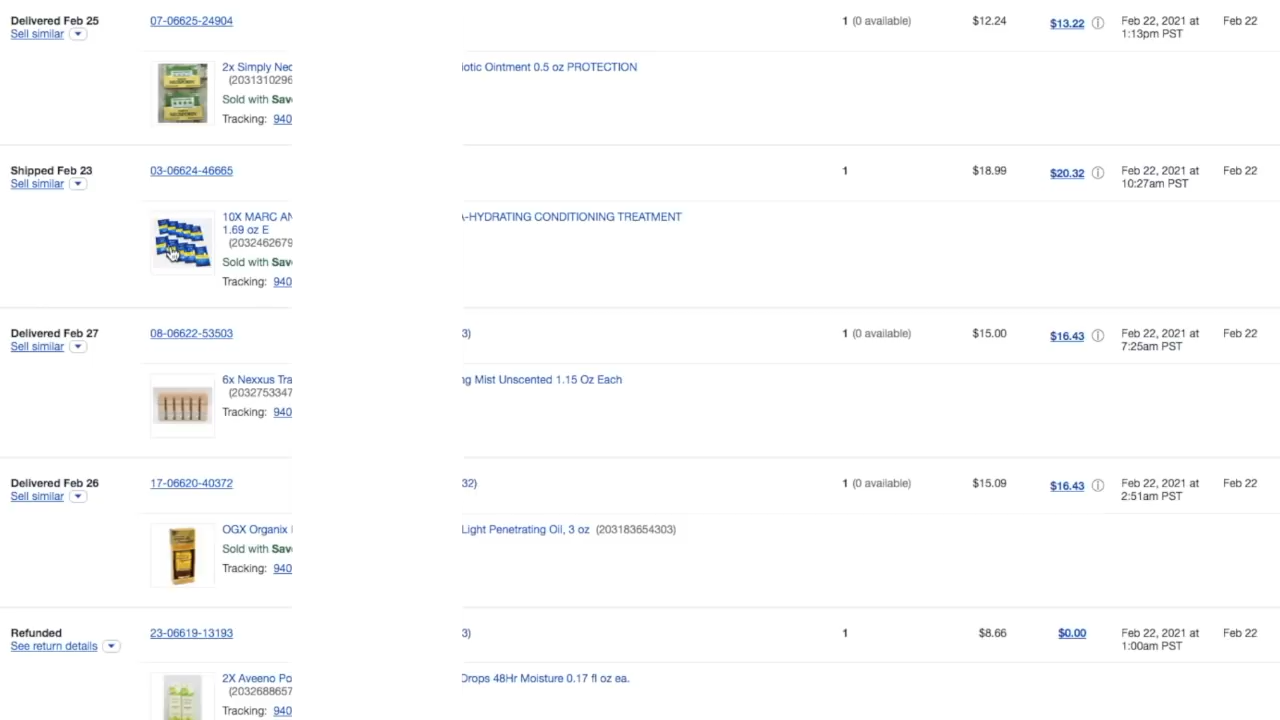 Delivered Feb 25 07-06625-24904 1 (0 available) $12.24 $13.22 Feb 22, 2021 at Feb 22
Sell similar 1:13pm PST
2x Simply Neo iotic Ointment 0.5 oz PROTECTION
(2031310296
Sold with Save
Tracking: 940
Shipped Feb 23 03-06624-46665 1 $18.99 $20.32 Feb 22, 2021 at Feb 22
Sell similar 10:27am PST
10X MARC AN A-HYDRATING CONDITIONING TREATMENT
1.69 oz E
(2032462679
Sold with Save
Tracking: 940
Delivered Feb 27 08-06622-53503 3) 1 (0 available) $15.00 $16.43 Feb 22, 2021 at Feb 22
Sell similar 7:25am PST
6x Nexxus Tra ng Mist Unscented 1.15 Oz Each
(2032753347
Tracking: 940
Delivered Feb 26 17-06620-40372 32) 1 (0 available) $15.09 $16.43 Feb 22, 2021 at Feb 22
Sell similar 2:51am PST
OGX Organix Light Penetrating Oil, 3 oz (203183654303)
Sold with Save
Tracking: 940
Refunded 23-06619-13193 3) 1 $8.66 $0.00 Feb 22, 2021 at Feb 22
See return details 1:00am PST
2X Aveeno Po Drops 48Hr Moisture 0.17 fl oz ea.
(2032688657
Tracking: 940